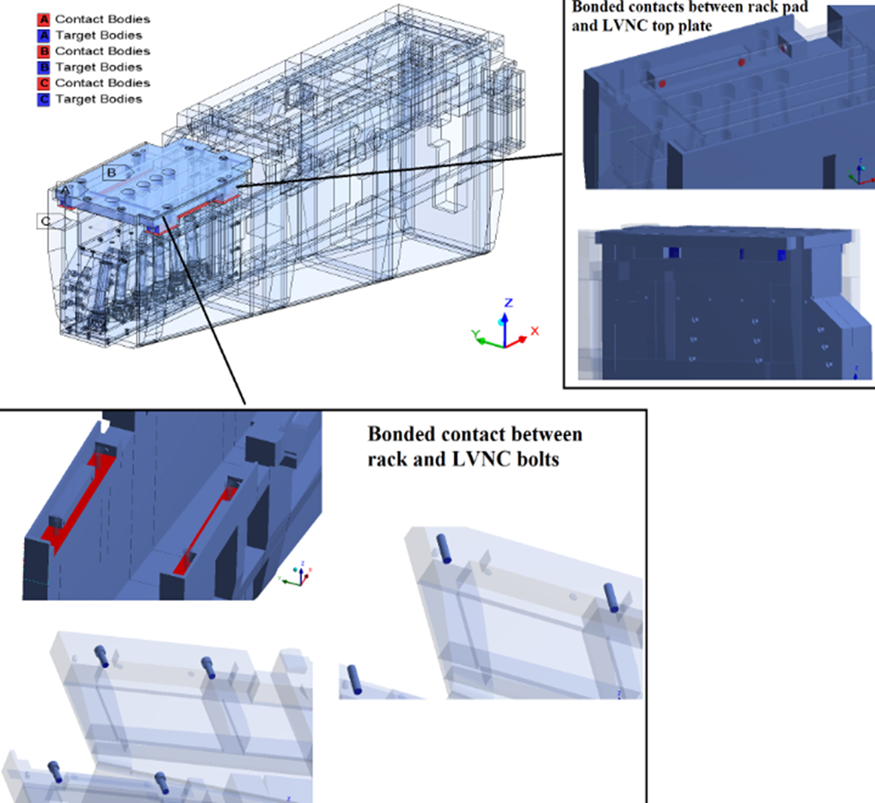 A Contact Bodies
A Target Bodies
B Contact Bodies
B Target Bodies
C Contact Bodies
C Target Bodies
B
A
C
Z
Y
X
Bonded contacts between rack pad
and LVNC top plate
Bonded contact between
rack and LVNC bolts